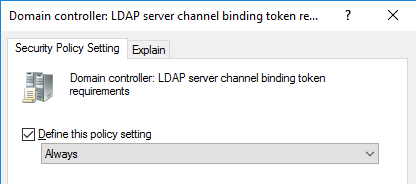 Domain controller: LDAP server channel binding token re...
Security Policy Setting
Explain
Domain controller: LDAP server channel binding token
requirements
Define this policy setting
Always